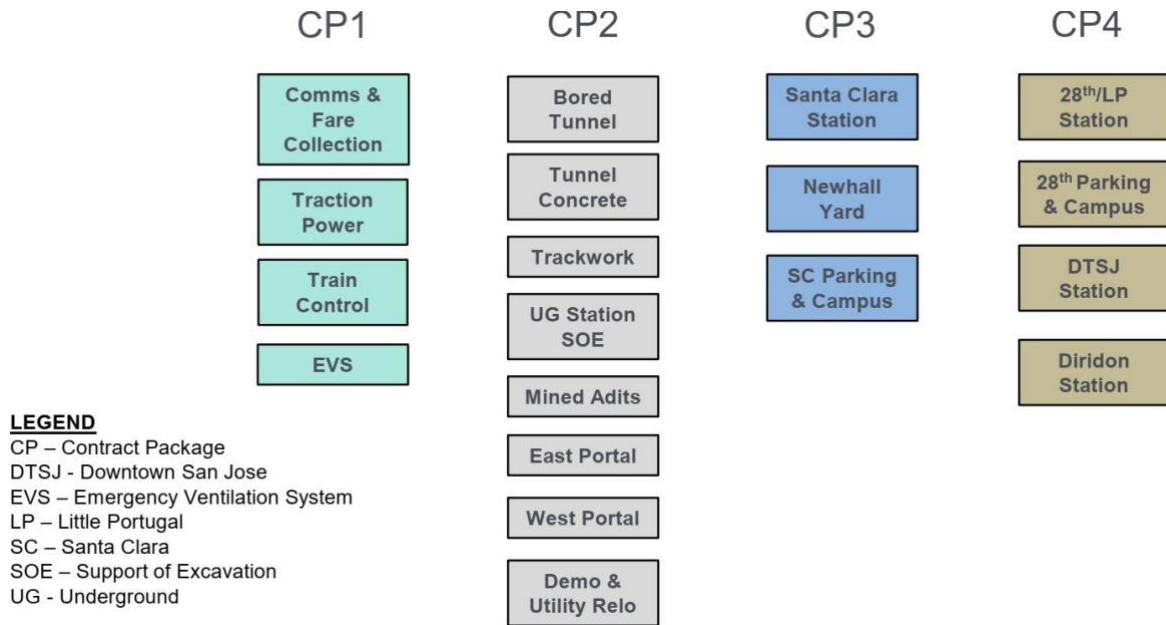 CP1
CP2
CP3
CP4
Comms &
Fare
Collection
Traction
Power
Train
Control
EVS
Bored
Tunnel
Tunnel
Concrete
Trackwork
UG Station
SOE
Mined Adits
East Portal
West Portal
Demo &
Utility Relo
Santa Clara
Station
Newhall
Yard
SC Parking
& Campus
28th/LP
Station
28th Parking
& Campus
DTSJ
Station
Diridon
Station
LEGEND
CP – Contract Package
DTSJ - Downtown San Jose
EVS – Emergency Ventilation System
LP – Little Portugal
SC – Santa Clara
SOE – Support of Excavation
UG - Underground